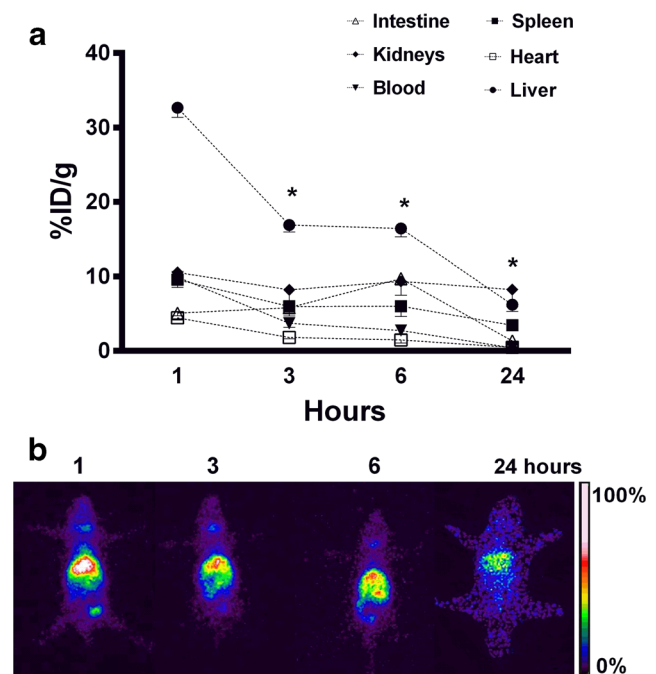 a
Intestine
Spleen
Kidneys
Heart
Blood
Liver
40
30
20
10
0
%ID/g
*
*
*
1
3
6
24
Hours
b
1
3
6
24 hours
100%
0%